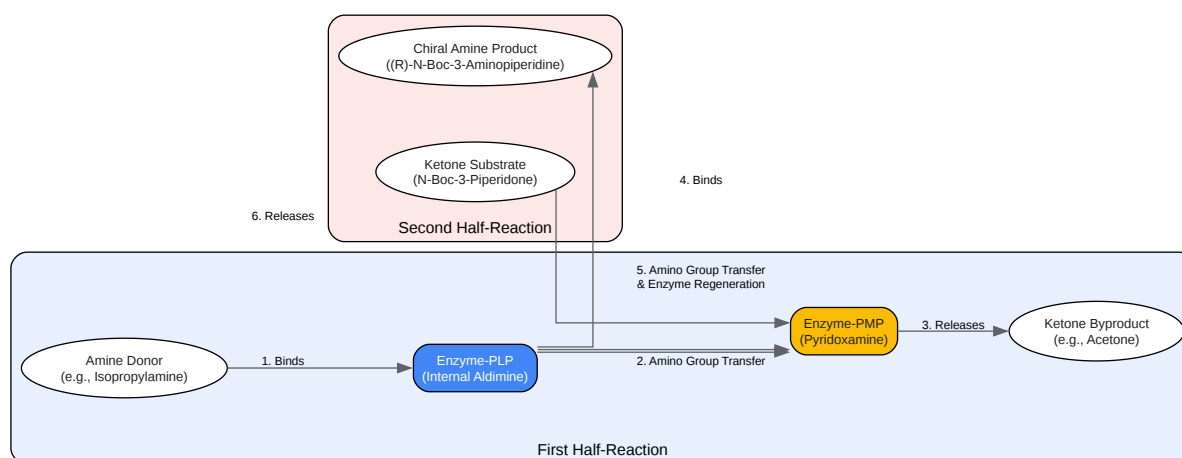 Chiral Amine Product
((R)-N-Boc-3-Aminopiperidine)
Ketone Substrate
(N-Boc-3-Piperidone)
4. Binds
6. Releases
Second Half-Reaction
5. Amino Group Transfer
& Enzyme Regeneration
Enzyme-PMP
(Pyridoxamine)
3. Releases
Ketone Byproduct
(e.g., Acetone)
Amine Donor
(e.g., Isopropylamine)
1. Binds
Enzyme-PLP
(Internal Aldimine)
2. Amino Group Transfer
First Half-Reaction